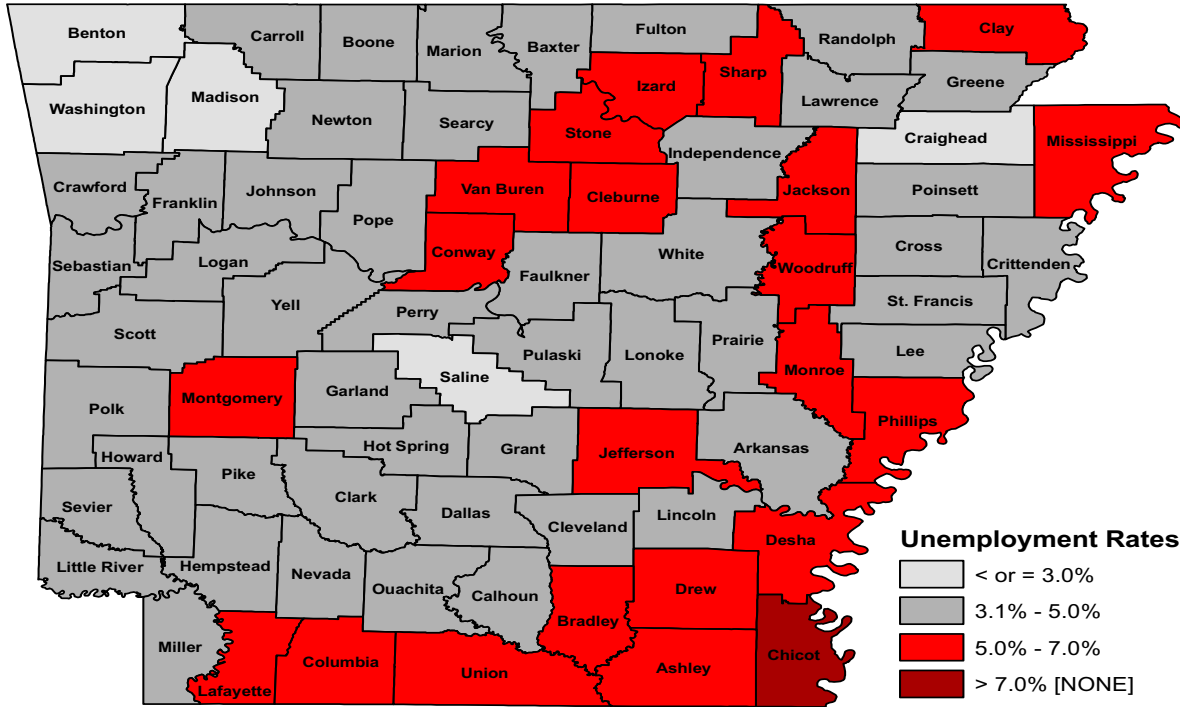 Benton
Carroll
Boone
Marion
Baxter
Fulton
Randolph
Clay
Washington
Madison
Newton
Searcy
Stone
Izard
Sharp
Lawrence
Greene
Independence
Craighead
Mississippi
Crawford
Franklin
Johnson
Pope
Van Buren
Cleburne
Jackson
Poinsett
Sebastian
Logan
Conway
Faulkner
White
Woodruff
Cross
Crittenden
Scott
Yell
Perry
Pulaski
Lonoke
Prairie
St. Francis
Lee
Polk
Montgomery
Garland
Saline
Monroe
Phillips
Howard
Pike
Hot Spring
Grant
Jefferson
Arkansas
Sevier
Clark
Dallas
Cleveland
Lincoln
Desha
Little River
Hempstead
Nevada
Ouachita
Calhoun
Bradley
Drew
Miller
Lafayette
Columbia
Union
Ashley
Chicot
Unemployment Rates
< or = 3.0%
3.1% - 5.0%
5.0% - 7.0%
> 7.0% [NONE]